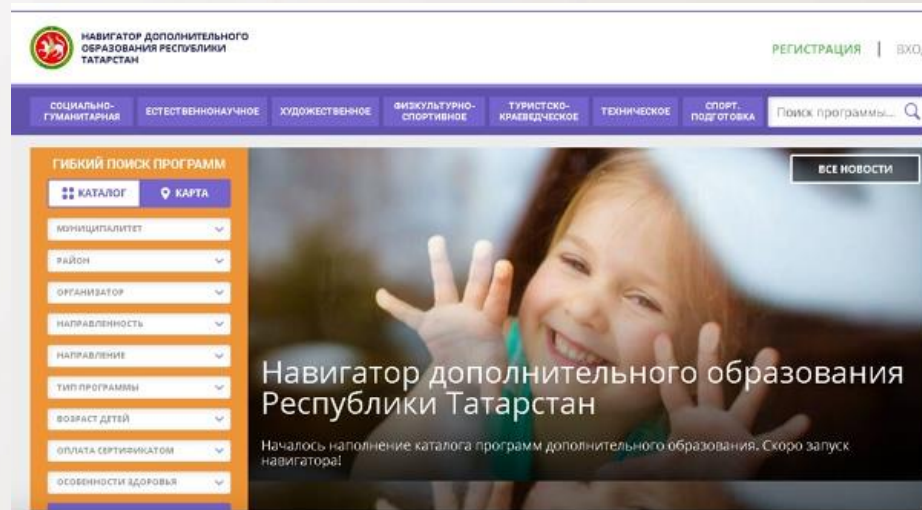 НАВИГАТОР ДОПОЛНИТЕЛЬНОГО
ОБРАЗОВАНИЯ РЕСПУБЛИКИ
ТАТАРСТАН
РЕГИСТРАЦИЯ | ВХО
СОЦИАЛЬНО-
ГУМАНИТАРНАЯ
ЕСТЕСТВЕННОНАУЧНОЕ
ХУДОЖЕСТВЕННОЕ
ФИЗКУЛЬТУРНО-
СПОРТИВНОЕ
ТУРИСТСКО-
КРАЕВЕДЧЕСКОЕ
ТЕХНИЧЕСКОЕ
СПОРТ.
ПОДГОТОВКА
Поиск программы...
ГИБКИЙ ПОИСК ПРОГРАММ
КАТАЛОГ
КАРТА
МУНИЦИПАЛИТЕТ
РАЙОН
ОРГАНИЗАТОР
НАПРАВЛЕННОСТЬ
НАПРАВЛЕНИЕ
ТИП ПРОГРАММЫ
ВОЗРАСТ ДЕТЕЙ
ОПЛАТА СЕРТИФИКАТОМ
ОСОБЕННОСТИ ЗДОРОВЬЯ
ВСЕ НОВОСТИ
Навигатор дополнительного образования
Республики Татарстан
Началось наполнение каталога программ дополнительного образования. Скоро запуск
навигатора!